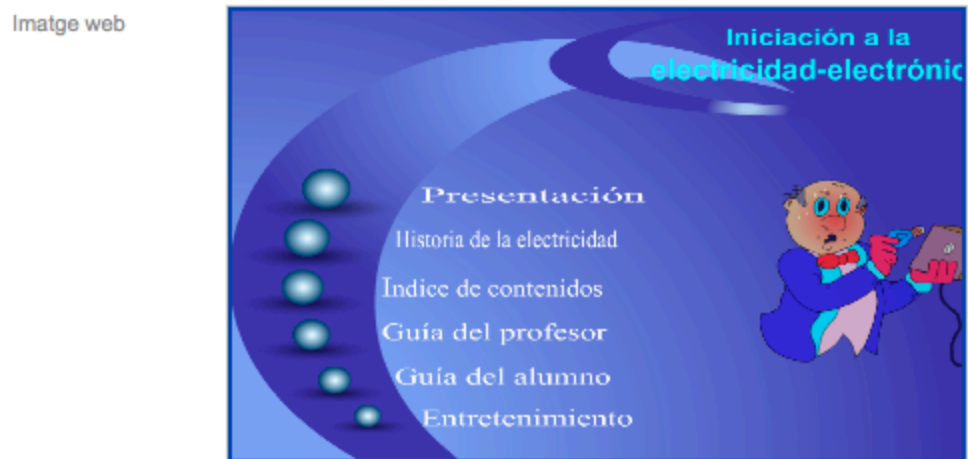 Imatge web
Iniciación a la
electricidad-electrónic
Presentación
Historia de la electricidad
Indice de contenidos
Guía del profesor
Guía del alumno
Entretenimiento